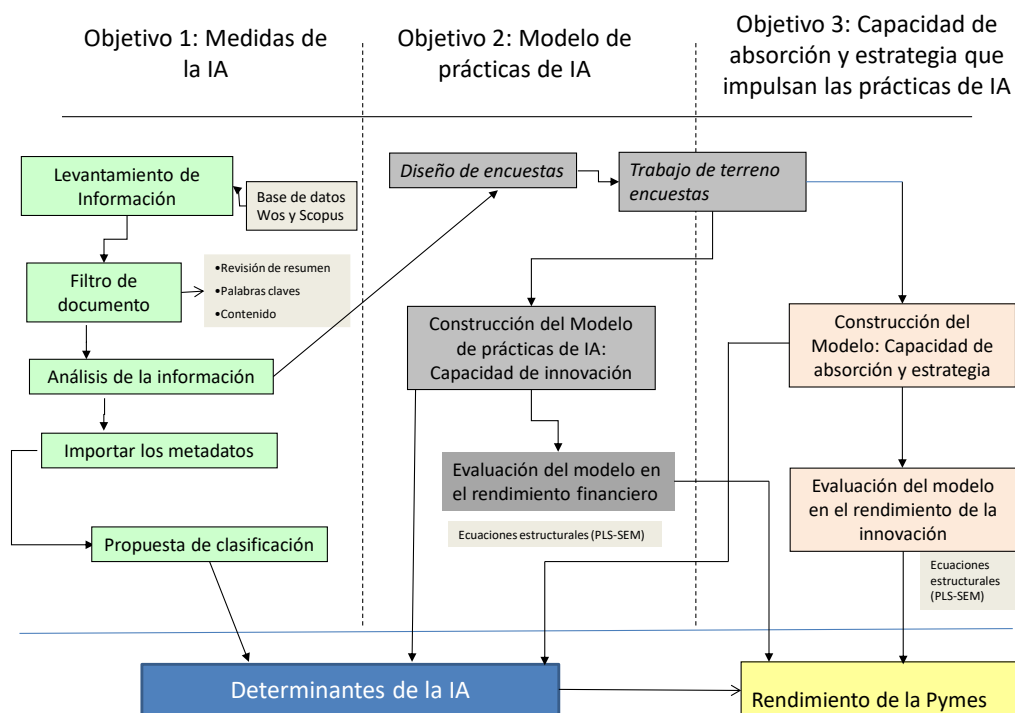 Objetivo 1: Medidas de
la IA
Objetivo 2: Modelo de
prácticas de IA
Objetivo 3: Capacidad de
absorción y estrategia que
impulsan las prácticas de IA
Levantamiento de
Información
Base de datos
Wos y Scopus
Filtro de
documento
•Revisión de resumen
•Palabras claves
•Contenido
Análisis de la información
Importar los metadatos
Propuesta de clasificación
Diseño de encuestas
Trabajo de terreno
encuestas
Construcción del Modelo
de prácticas de IA:
Capacidad de innovación
Evaluación del modelo en
el rendimiento financiero
Ecuaciones estructurales (PLS-SEM)
Construcción del
Modelo: Capacidad de
absorción y estrategia
Evaluación del modelo
en el rendimiento de la
innovación
Ecuaciones
estructurales
(PLS-SEM)
Determinantes de la IA
Rendimiento de la Pymes